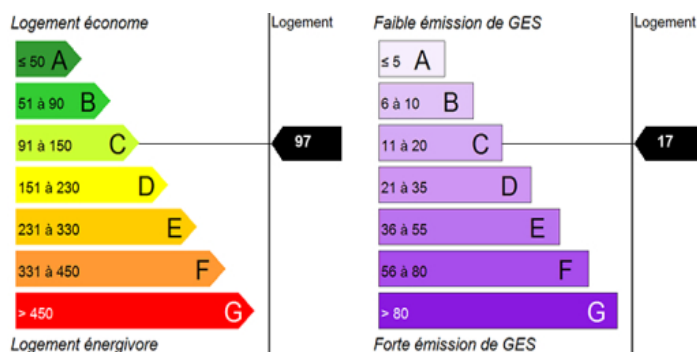 Logement économe
Logement
≤ 50 A
51 à 90 B
91 à 150 C
97
151 à 230 D
231 à 330 E
331 à 450 F
> 450 G
Logement énergivore
Faible émission de GES
Logement
≤ 5 A
6 à 10 B
11 à 20 C
17
21 à 35 D
36 à 55 E
56 à 80 F
> 80 G
Forte émission de GES